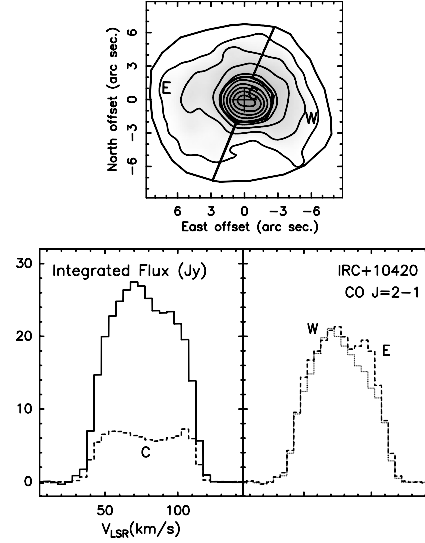 6
3
0
−3
−6
North offset (arc sec.)
E
C
W
6 3 0 −3 −6
East offset (arc sec.)
30
20
10
0
Integrated Flux (Jy)
C
IRC+10420
CO J=2−1
W
E
50 100
V_LSR(km/s)